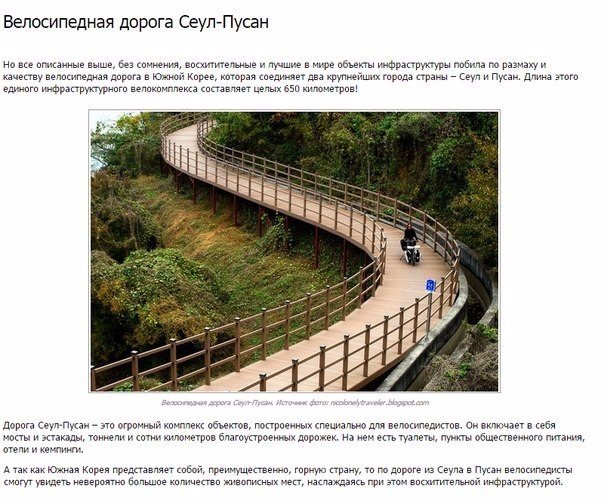 Велосипедная дорога Сеул-Пусан
Но все описанные выше, без сомнения, восхитительные и лучшие в мире объекты инфраструктуры побила по размаху и
качеству велосипедная дорога в Южной Корее, которая соединяет два крупнейших города страны – Сеул и Пусан. Длина этого
единого инфраструктурного велокомплекса составляет целых 650 километров!
Велосипедная дорога Сеул-Пусан. Источник фото: nicolonelytraveler.blogspot.com
Дорога Сеул-Пусан – это огромный комплекс объектов, построенных специально для велосипедистов. Он включает в себя
мосты и эстакады, тоннели и сотни километров благоустроенных дорожек. На нем есть туалеты, пункты общественного питания,
отели и кемпинги.
А так как Южная Корея представляет собой, преимущественно, горную страну, то по дороге из Сеула в Пусан велосипедисты
смогут увидеть невероятно большое количество живописных мест, наслаждаясь при этом восхитительной инфраструктурой.